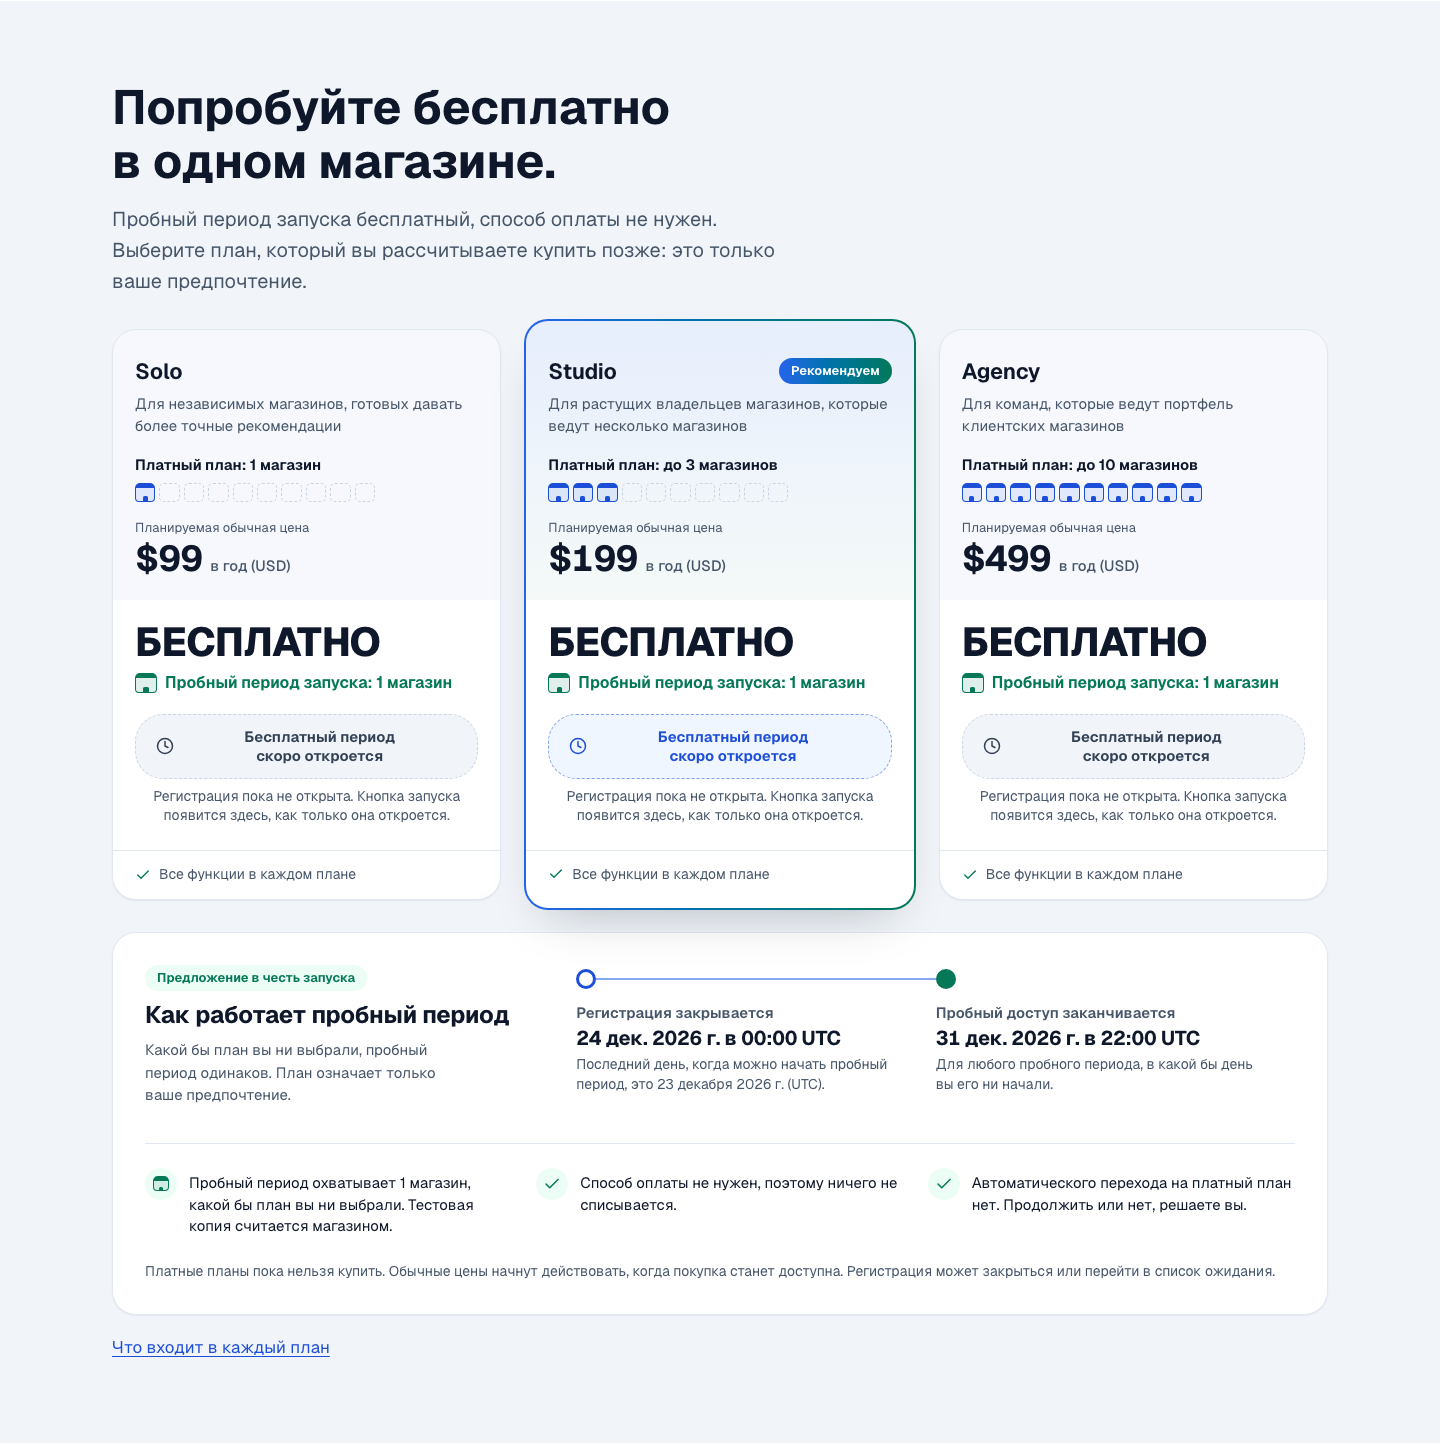 Попробуйте бесплатно
в одном магазине.
Пробный период запуска бесплатный, способ оплаты не нужен.
Выберите план, который вы рассчитываете купить позже: это только
ваше предпочтение.
Solo
Для независимых магазинов, готовых давать
более точные рекомендации
Платный план: 1 магазин
Планируемая обычная цена
$99 в год (USD)
БЕСПЛАТНО
Пробный период запуска: 1 магазин
Бесплатный период
скоро откроется
Регистрация пока не открыта. Кнопка запуска
появится здесь, как только она откроется.
Все функции в каждом плане
Studio
Рекомендуем
Для растущих владельцев магазинов, которые
ведут несколько магазинов
Платный план: до 3 магазинов
Планируемая обычная цена
$199 в год (USD)
БЕСПЛАТНО
Пробный период запуска: 1 магазин
Бесплатный период
скоро откроется
Регистрация пока не открыта. Кнопка запуска
появится здесь, как только она откроется.
Все функции в каждом плане
Agency
Для команд, которые ведут портфель
клиентских магазинов
Платный план: до 10 магазинов
Планируемая обычная цена
$499 в год (USD)
БЕСПЛАТНО
Пробный период запуска: 1 магазин
Бесплатный период
скоро откроется
Регистрация пока не открыта. Кнопка запуска
появится здесь, как только она откроется.
Все функции в каждом плане
Предложение в честь запуска
Как работает пробный период
Какой бы план вы ни выбрали, пробный
период одинаков. План означает только
ваше предпочтение.
Регистрация закрывается
24 дек. 2026 г. в 00:00 UTC
Последний день, когда можно начать пробный
период, это 23 декабря 2026 г. (UTC).
Пробный доступ заканчивается
31 дек. 2026 г. в 22:00 UTC
Для любого пробного периода, в какой бы день
вы его ни начали.
Пробный период охватывает 1 магазин,
какой бы план вы ни выбрали. Тестовая
копия считается магазином.
Способ оплаты не нужен, поэтому ничего не
списывается.
Автоматического перехода на платный план
нет. Продолжить или нет, решаете вы.
Платные планы пока нельзя купить. Обычные цены начнут действовать, когда покупка станет доступна. Регистрация может закрыться или перейти в список ожидания.
Что входит в каждый план